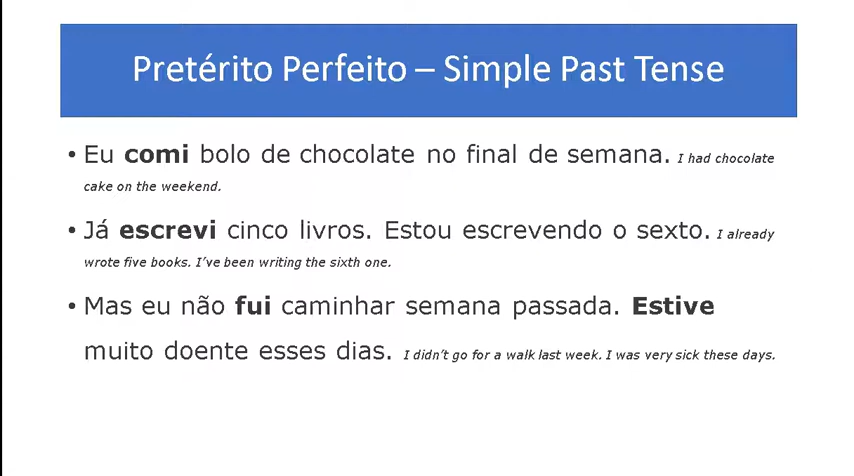 Pretérito Perfeito – Simple Past Tense
• Eu comi bolo de chocolate no final de semana. I had chocolate
cake on the weekend.
• Já escrevi cinco livros. Estou escrevendo o sexto. I already
wrote five books. I've been writing the sixth one.
• Mas eu não fui caminhar semana passada. Estive
muito doente esses dias. I didn't go for a walk last week. I was very sick these days.